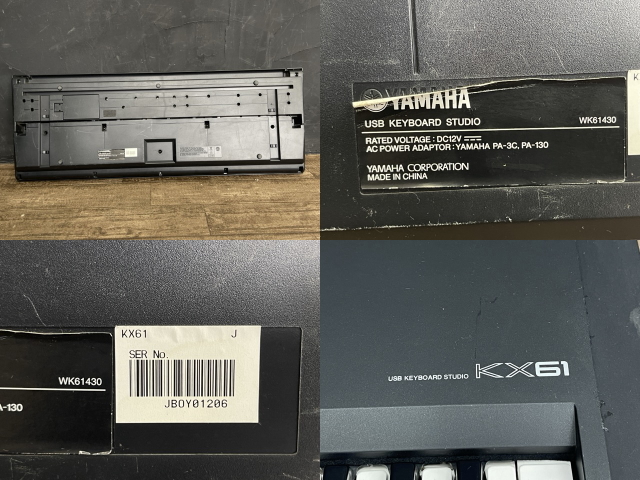 YAMAHA
USB KEYBOARD STUDIO WK61430
RATED VOLTAGE : DC12V
AC POWER ADAPTOR : YAMAHA PA-3C, PA-130
YAMAHA CORPORATION
MADE IN CHINA
K
WK61430
A-130
KX61 J
SER No.
JBOY01206
USB KEYBOARD STUDIO KX61